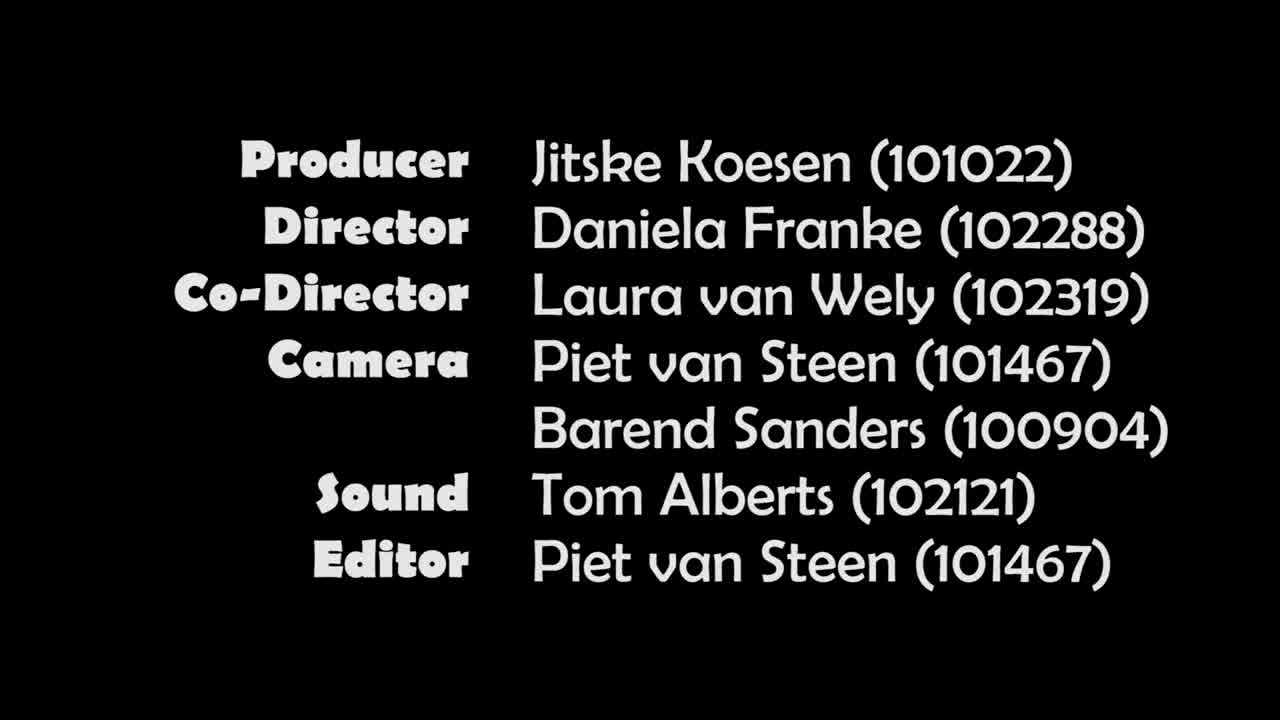 Producer Jitske Koesen (101022)
Director Daniela Franke (102288)
Co-Director Laura van Wely (102319)
Camera Piet van Steen (101467)
Barend Sanders (100904)
Sound Tom Alberts (102121)
Editor Piet van Steen (101467)